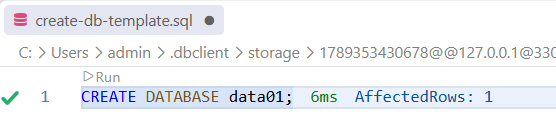 create-db-template.sql
C: > Users > admin > .dbclient > storage > 1789353430678@@127.0.0.1@330
Run
1 CREATE DATABASE data01; 6ms AffectedRows: 1